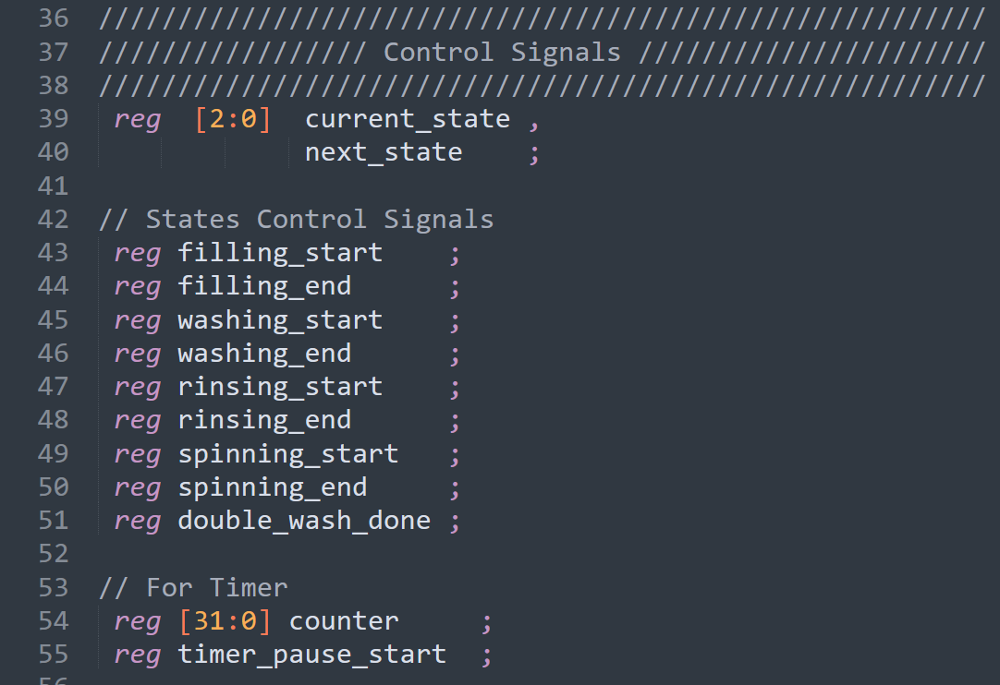 36 ////////////////////////////////////////////////////////
37 ///////////////// Control Signals //////////////////////
38 ////////////////////////////////////////////////////////
39 reg [2:0] current_state ,
40 next_state ;
41
42 // States Control Signals
43 reg filling_start ;
44 reg filling_end ;
45 reg washing_start ;
46 reg washing_end ;
47 reg rinsing_start ;
48 reg rinsing_end ;
49 reg spinning_start ;
50 reg spinning_end ;
51 reg double_wash_done ;
52
53 // For Timer
54 reg [31:0] counter ;
55 reg timer_pause_start ;